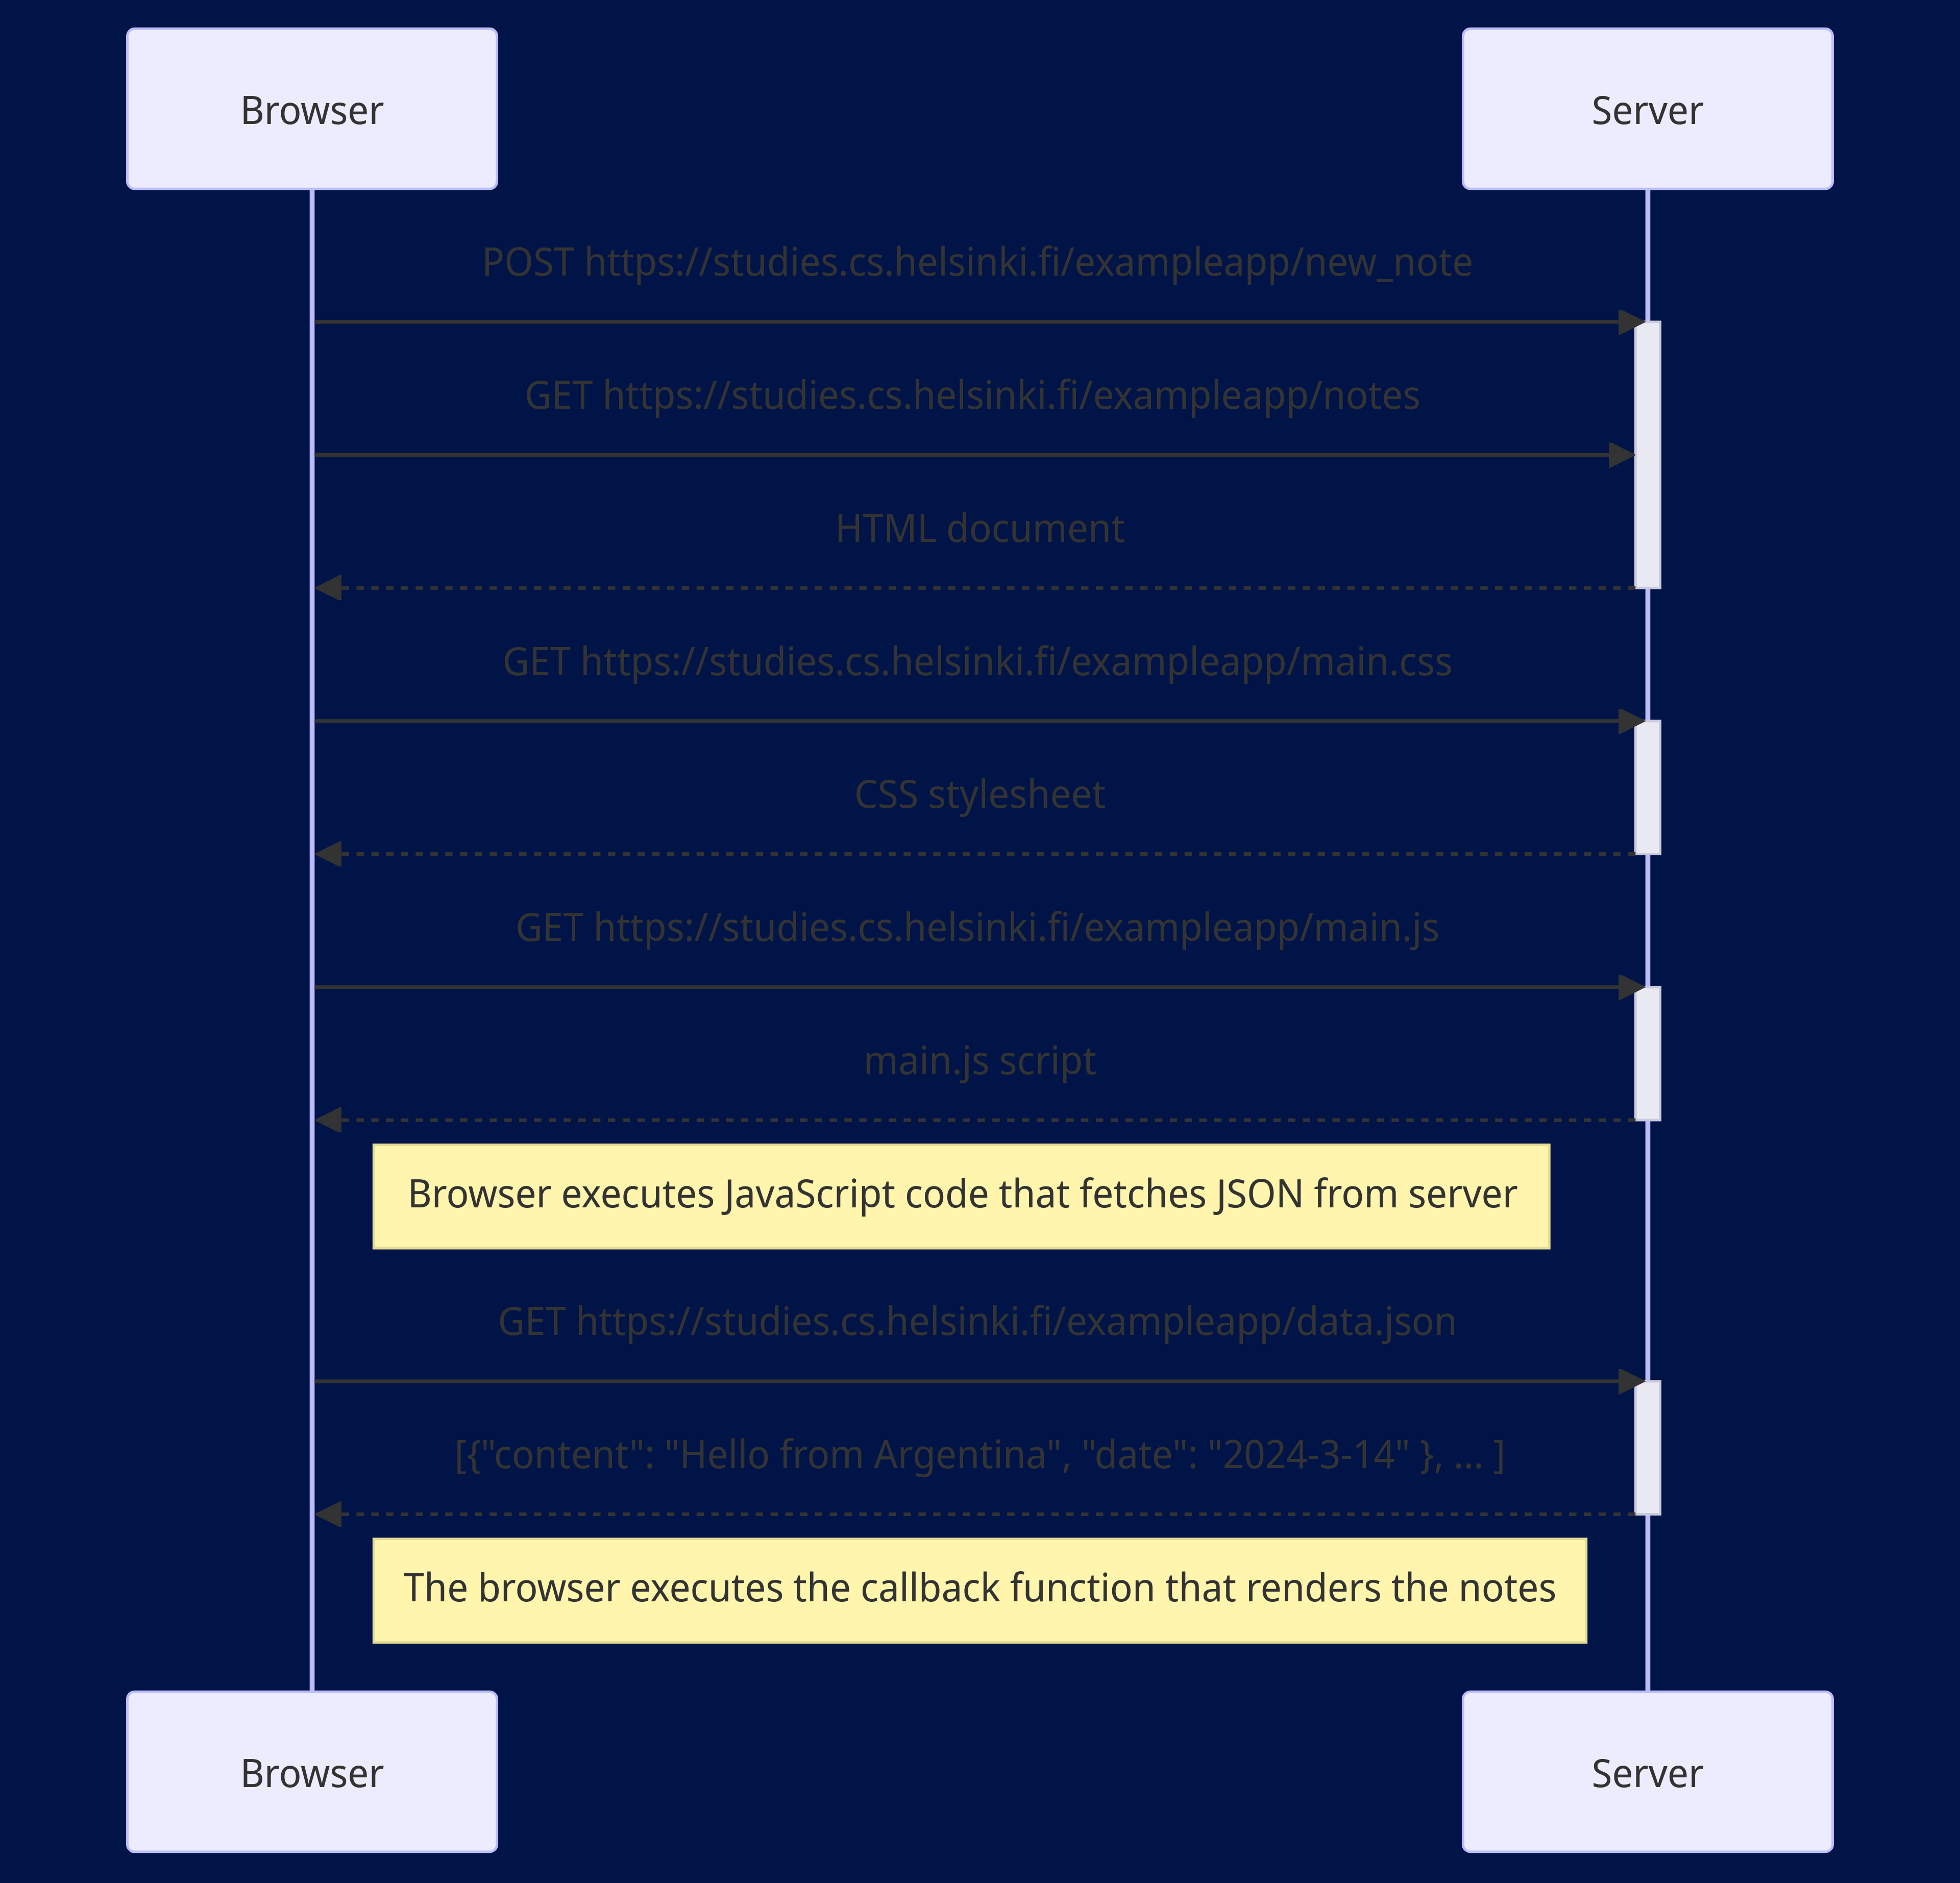 Browser
Server
POST https://studies.cs.helsinki.fi/exampleapp/new_note
GET https://studies.cs.helsinki.fi/exampleapp/notes
HTML document
GET https://studies.cs.helsinki.fi/exampleapp/main.css
CSS stylesheet
GET https://studies.cs.helsinki.fi/exampleapp/main.js
main.js script
Browser executes JavaScript code that fetches JSON from server
GET https://studies.cs.helsinki.fi/exampleapp/data.json
[{"content": "Hello from Argentina", "date": "2024-3-14" }, ... ]
The browser executes the callback function that renders the notes
Browser
Server